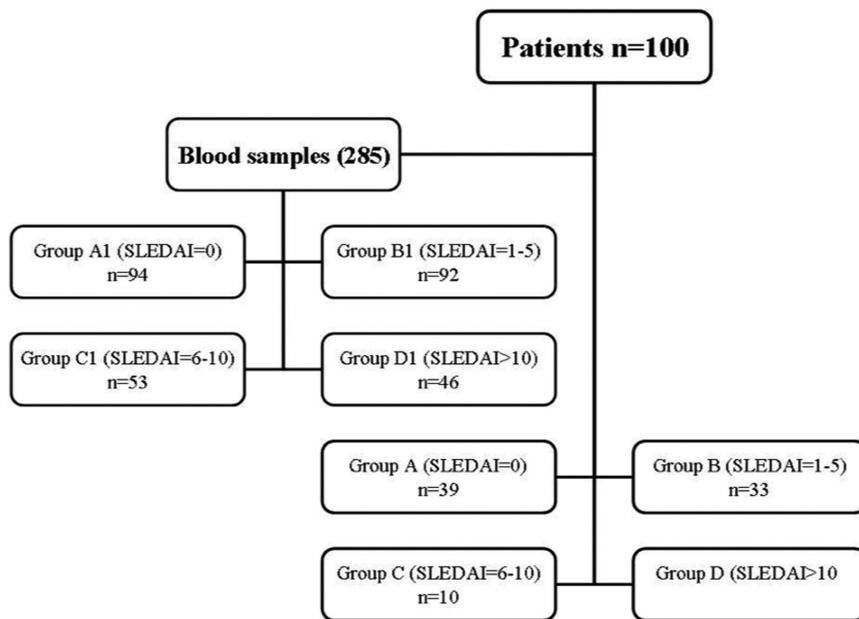 Patients n=100
Blood samples (285)
Group A1 (SLEDAI=0)
n=94
Group B1 (SLEDAI=1-5)
n=92
Group C1 (SLEDAI=6-10)
n=53
Group D1 (SLEDAI>10)
n=46
Group A (SLEDAI=0)
n=39
Group B (SLEDAI=1-5)
n=33
Group C (SLEDAI=6-10)
n=10
Group D (SLEDAI>10